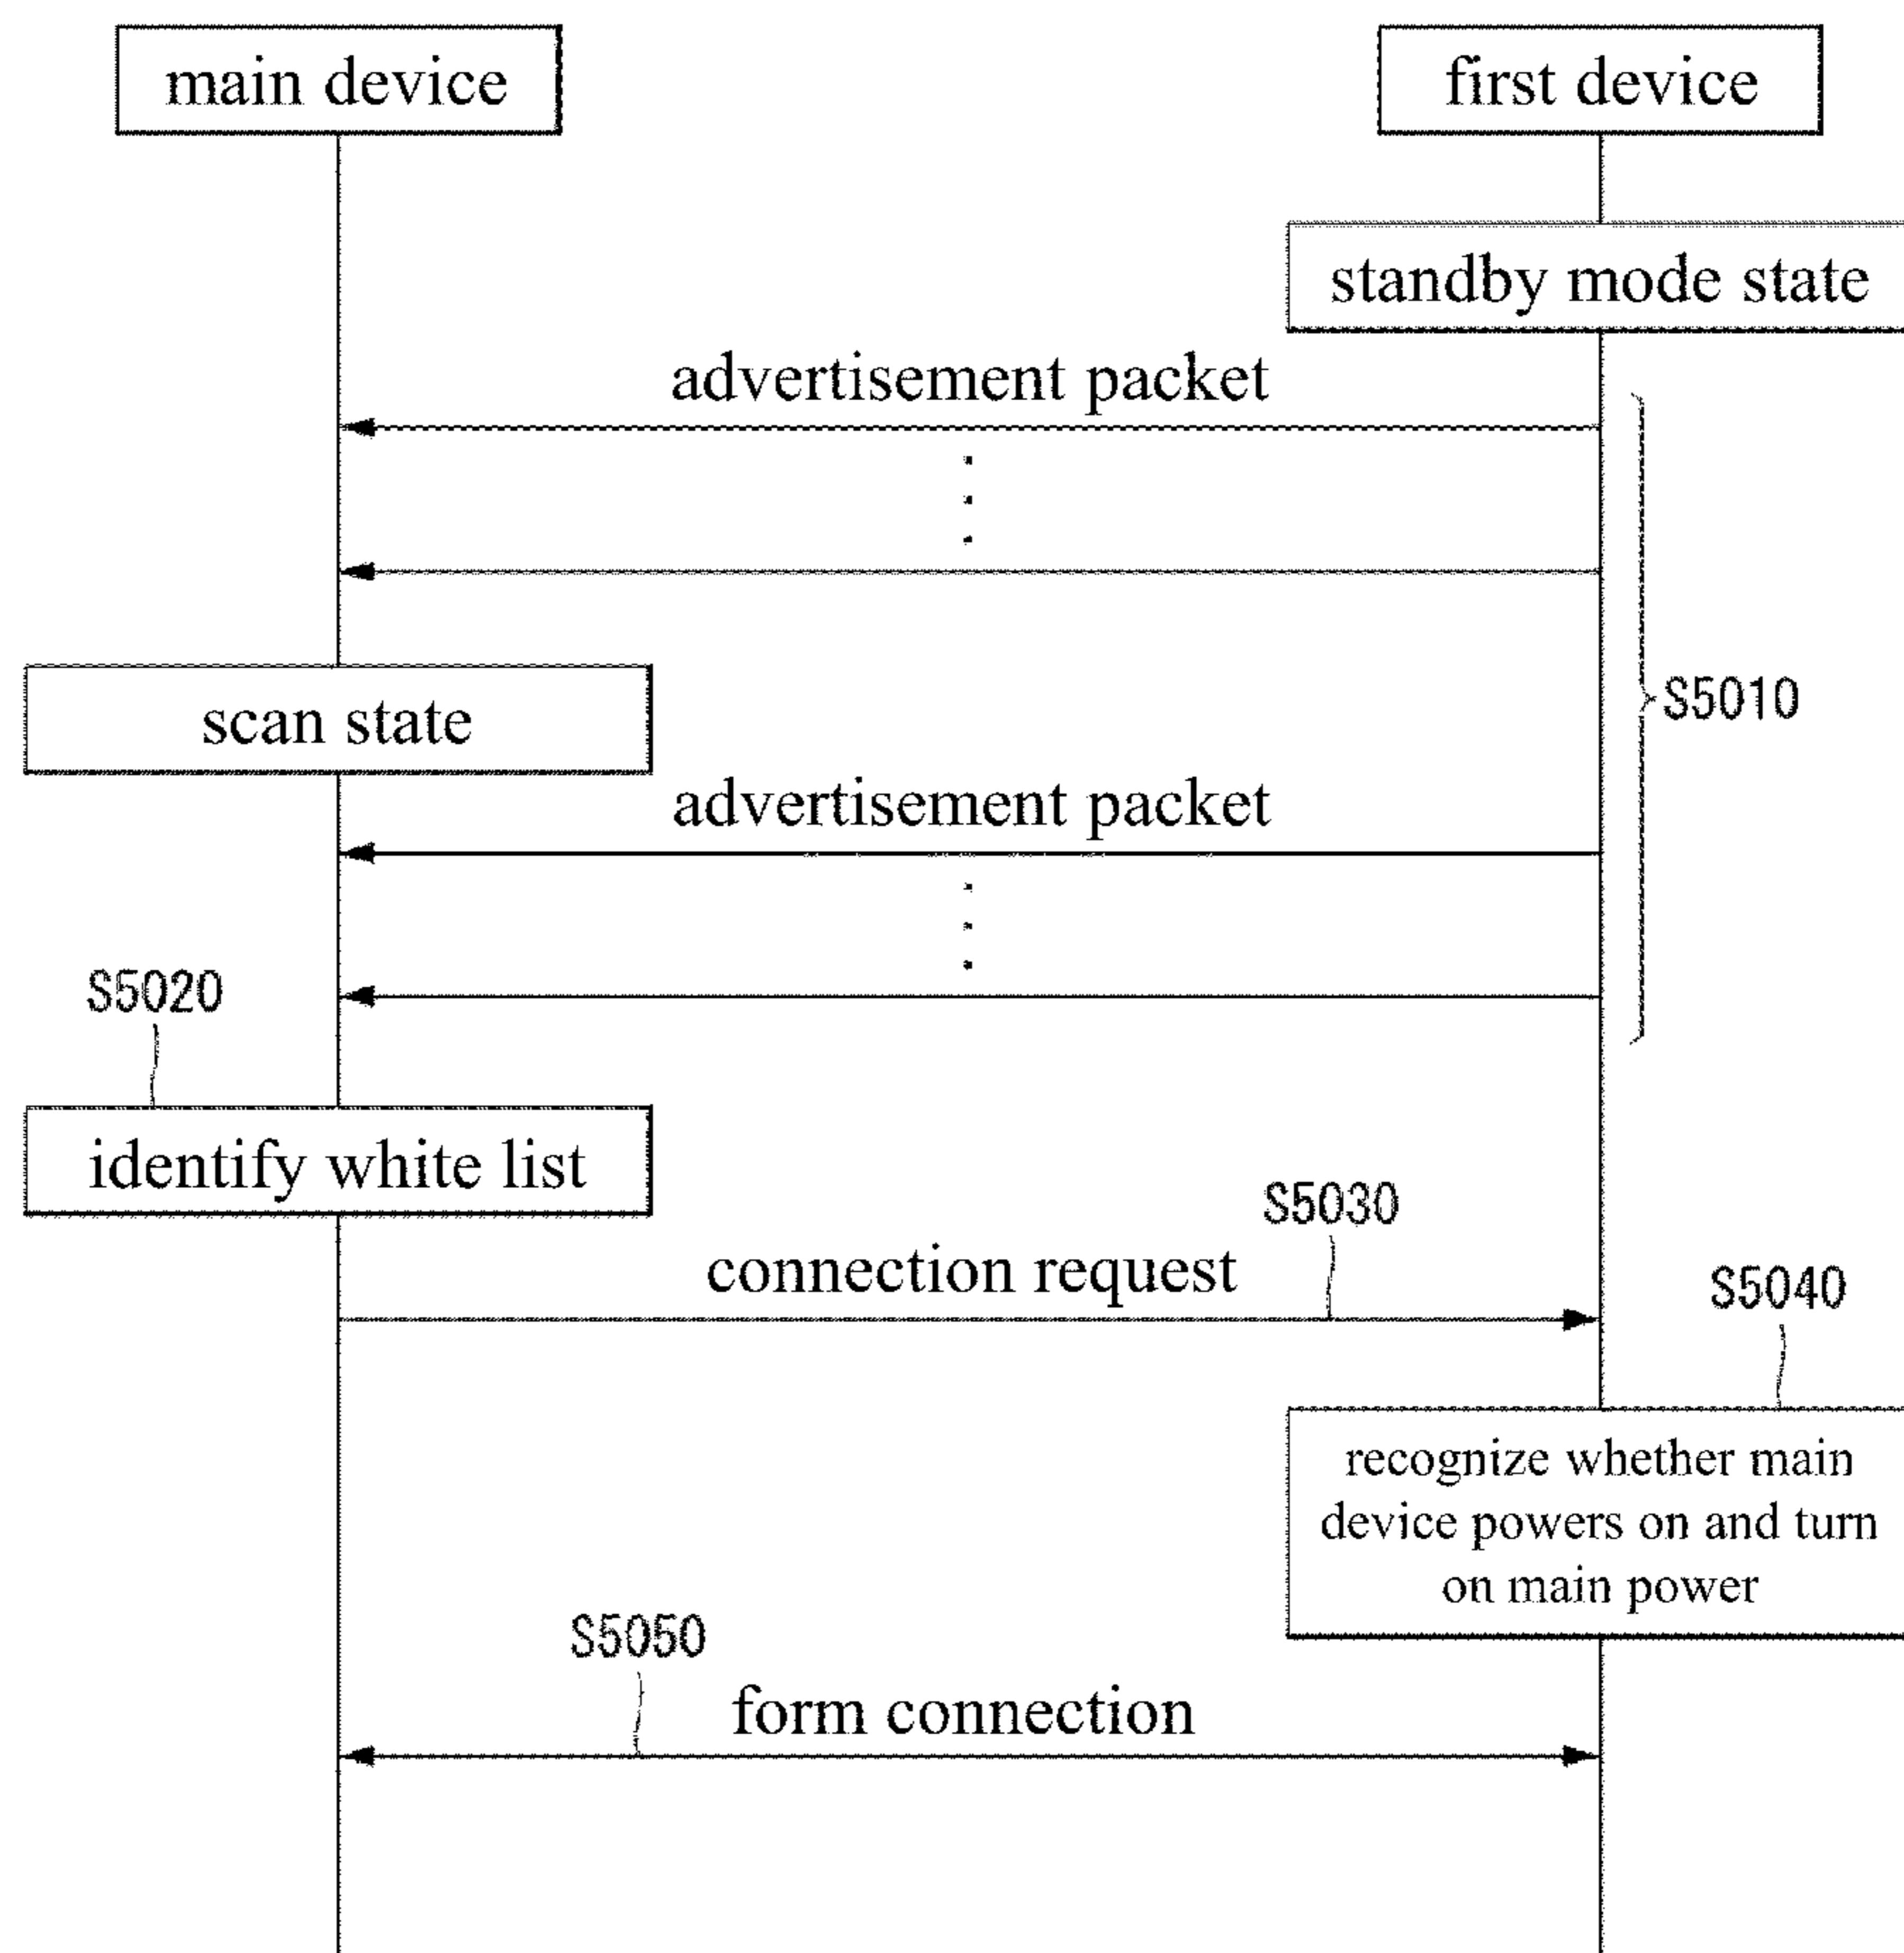 main device
first device
standby mode state
advertisement packet
scan state
S5010
advertisement packet
S5020
identify white list
S5030
connection request
S5040
recognize whether main
device powers on and turn
on main power
S5050
form connection